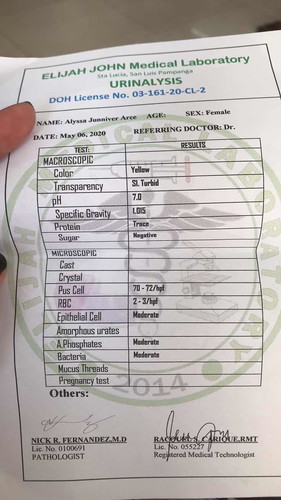 ELIJAH JOHN Medical Laboratory
Sta Lucia, San Luis Pampanga
URINALYSIS
DOH License No. 03-161-20-CL-2
NAME: Alyssa Junniver Arce AGE: SEX: Female
DATE: May 06, 2020 REFERRING DOCTOR: Dr.
TEST: RESULTS
MACROSCOPIC
Color Yellow
Transparency Sl. Turbid
pH 7.0
Specific Gravity 1.015
Protein Trace
Sugar Negative
MICROSCOPIC
Cast
Crystal
Pus Cell 70 - 72/hpf
RBC 2 - 3/hpf
Epithelial Cell Moderate
Amorphous urates
A.Phosphates Moderate
Bacteria Moderate
Mucus Threads
Pregnancy test
2014
Others:
NICK R. FERNANDEZ,M.D
Lic. No. 0100691
PATHOLOGIST
RACQUEL S. CARIQUE,RMT
Lic. No. 055227
Registered Medical Technologist